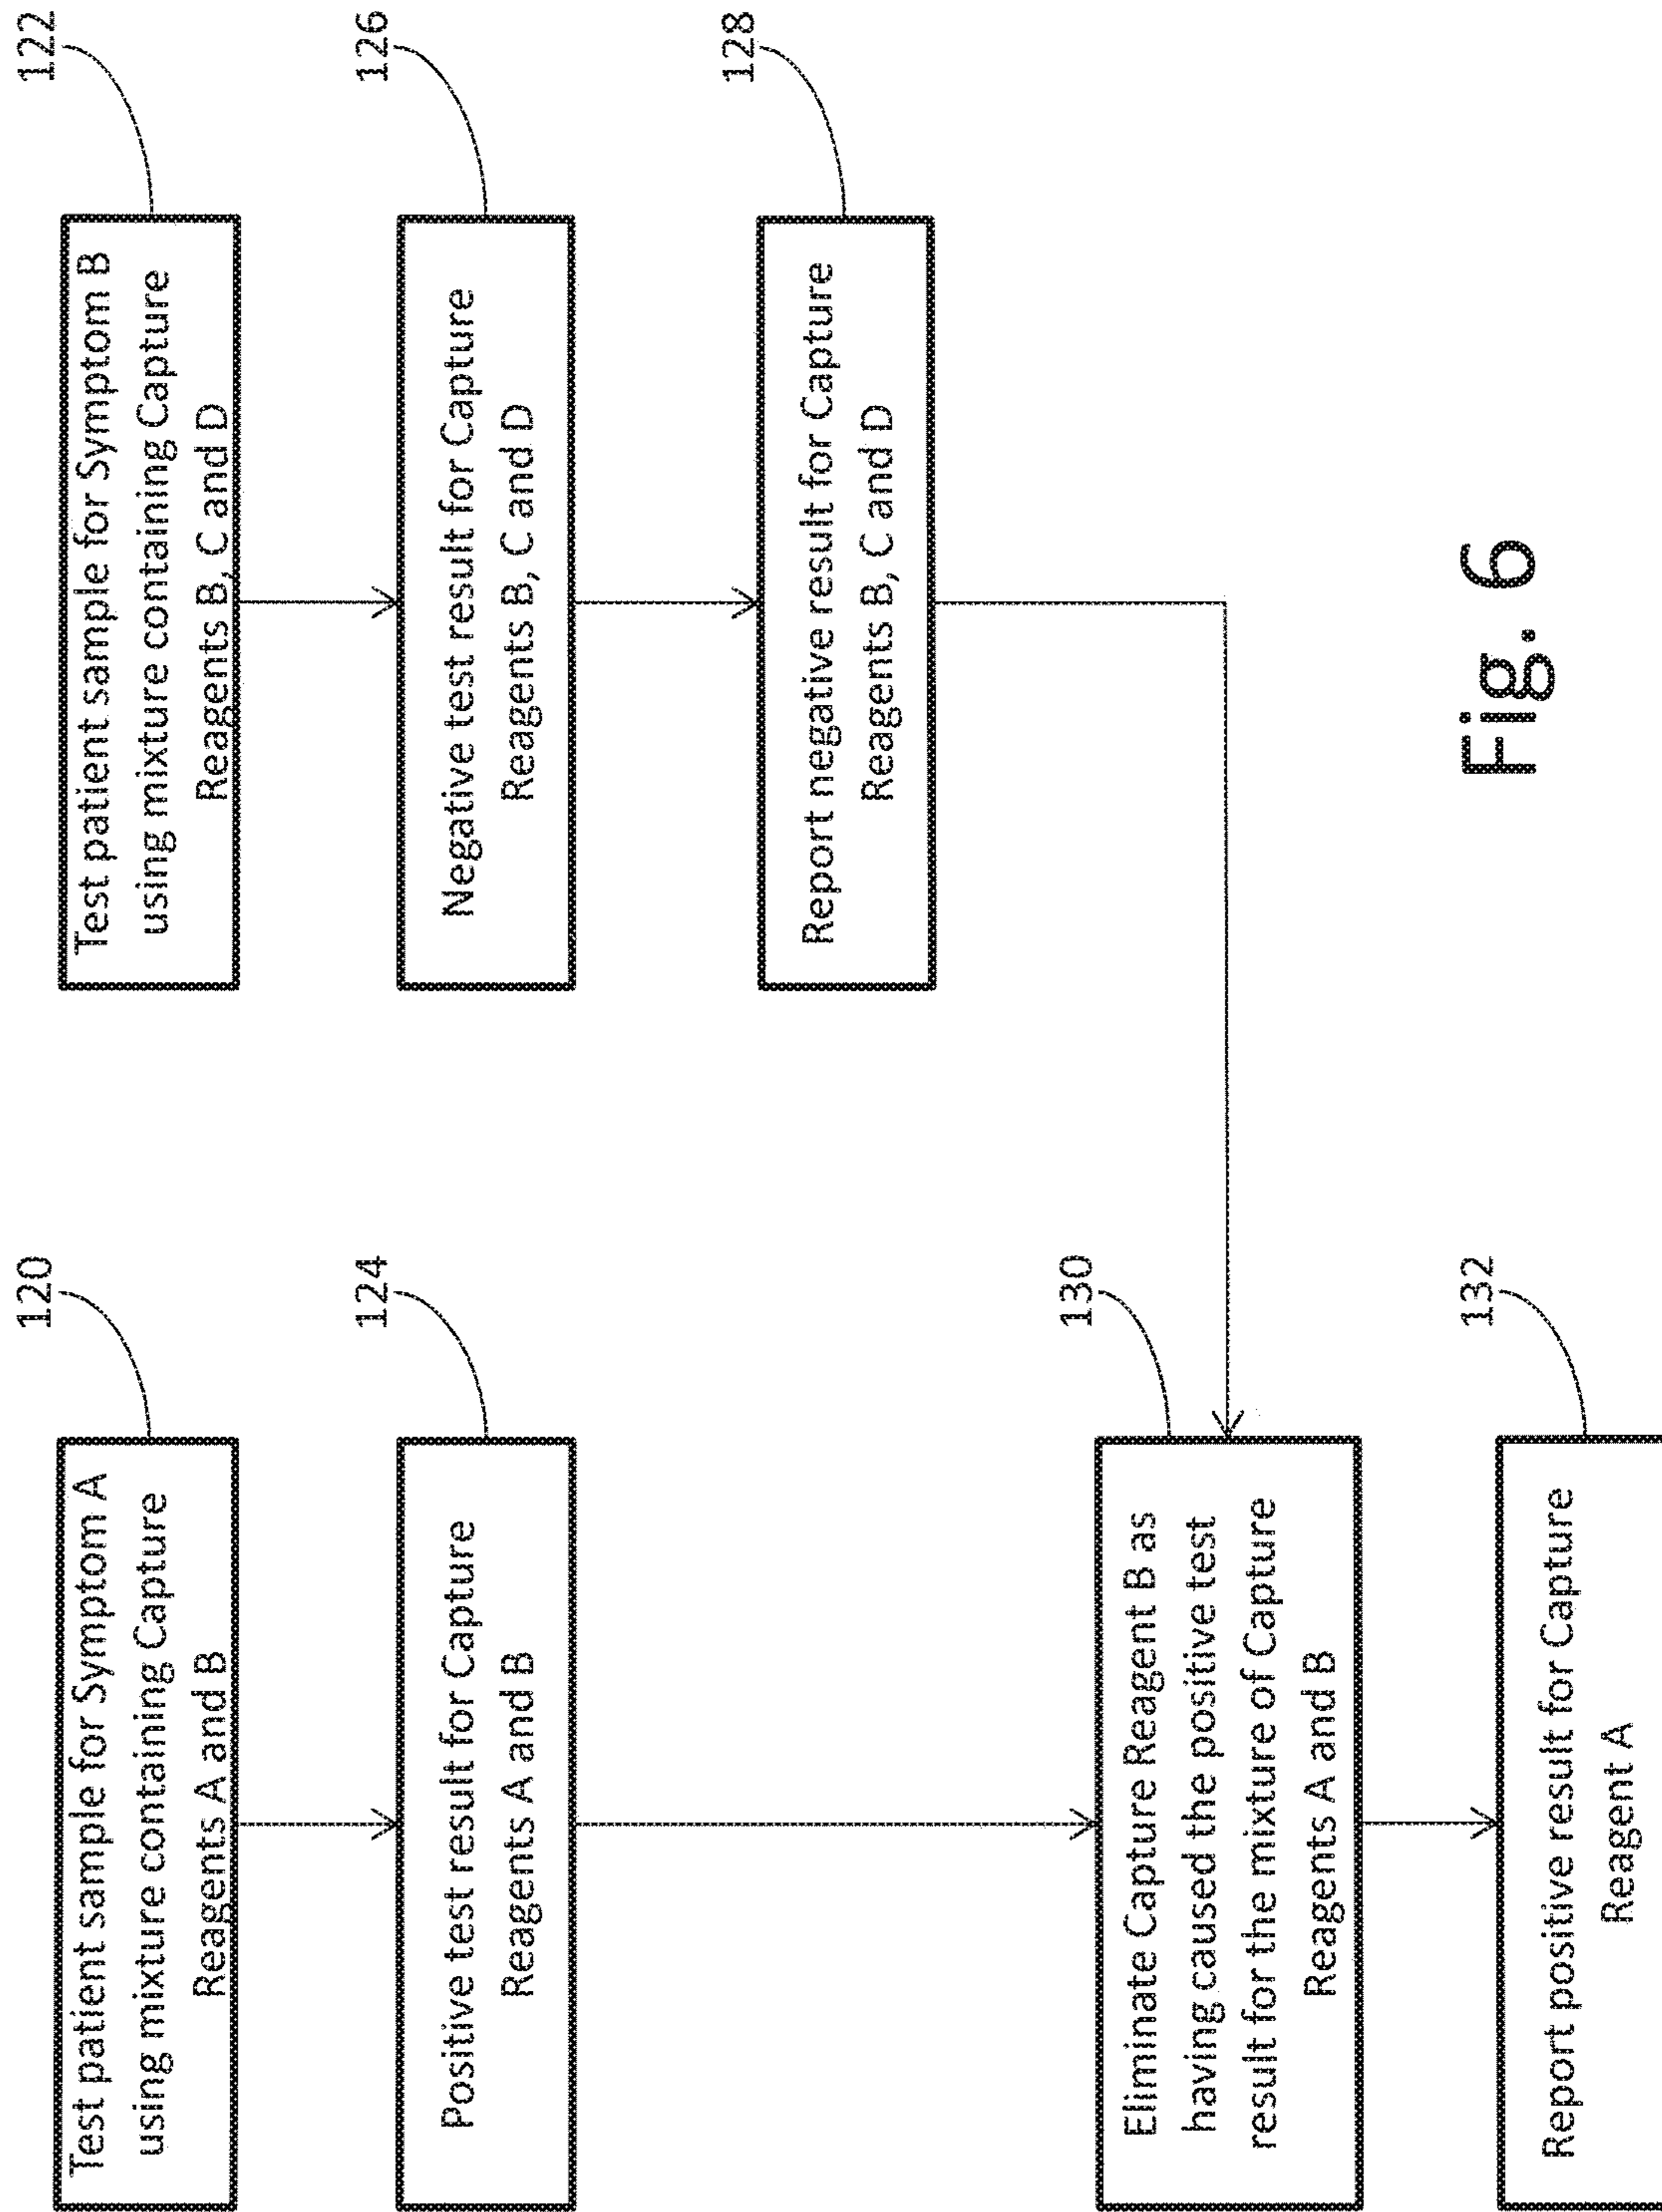 120
Test patient sample for Symptom A
using mixture containing Capture
Reagents A and B
122
Test patient sample for Symptom B
using mixture containing Capture
Reagents B, C and D
124
Positive test result for Capture
Reagents A and B
126
Negative test result for Capture
Reagents B, C and D
128
Report negative result for Capture
Reagents B, C and D
130
Eliminate Capture Reagent B as
having caused the positive test
result for the mixture of Capture
Reagents A and B
132
Report positive result for Capture
Reagent A
Fig. 6